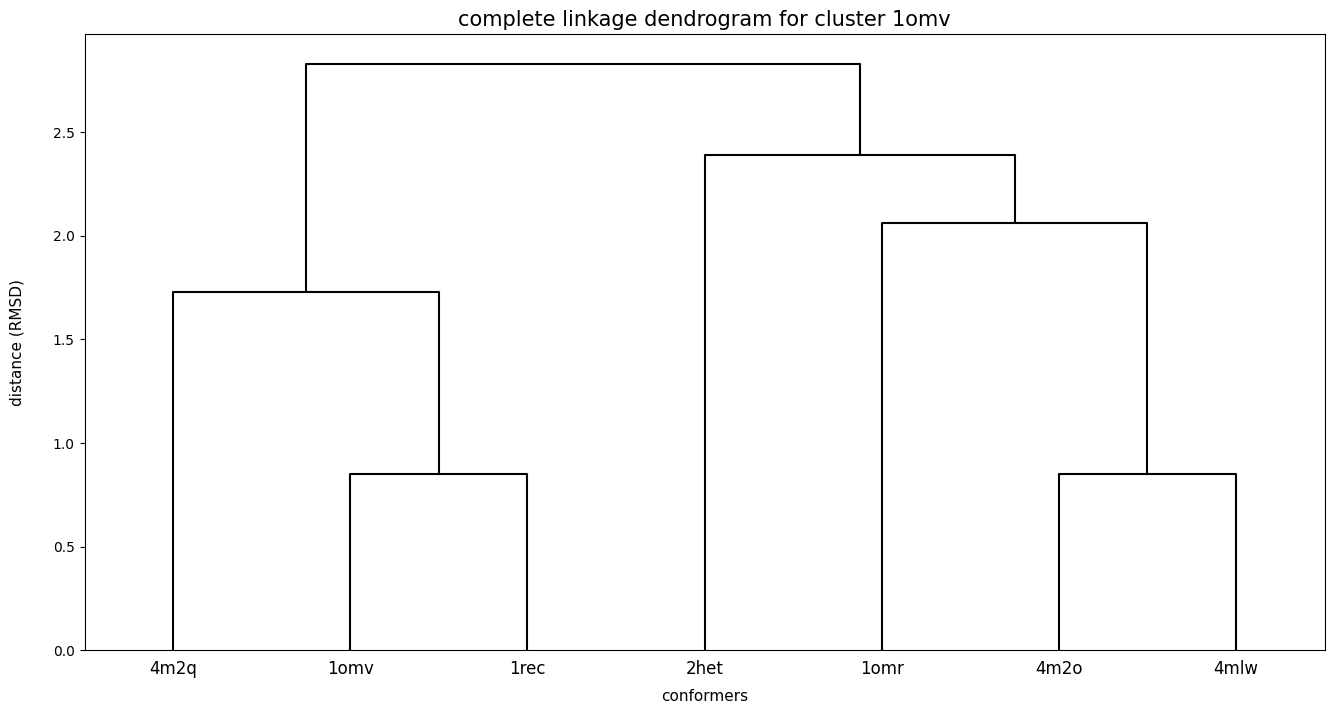 complete linkage dendrogram for cluster 1omv
distance (RMSD)
2.5
2.0
1.5
1.0
0.5
0.0
4m2q 1omv 1rec 2het 1omr 4m2o 4mlw
conformers